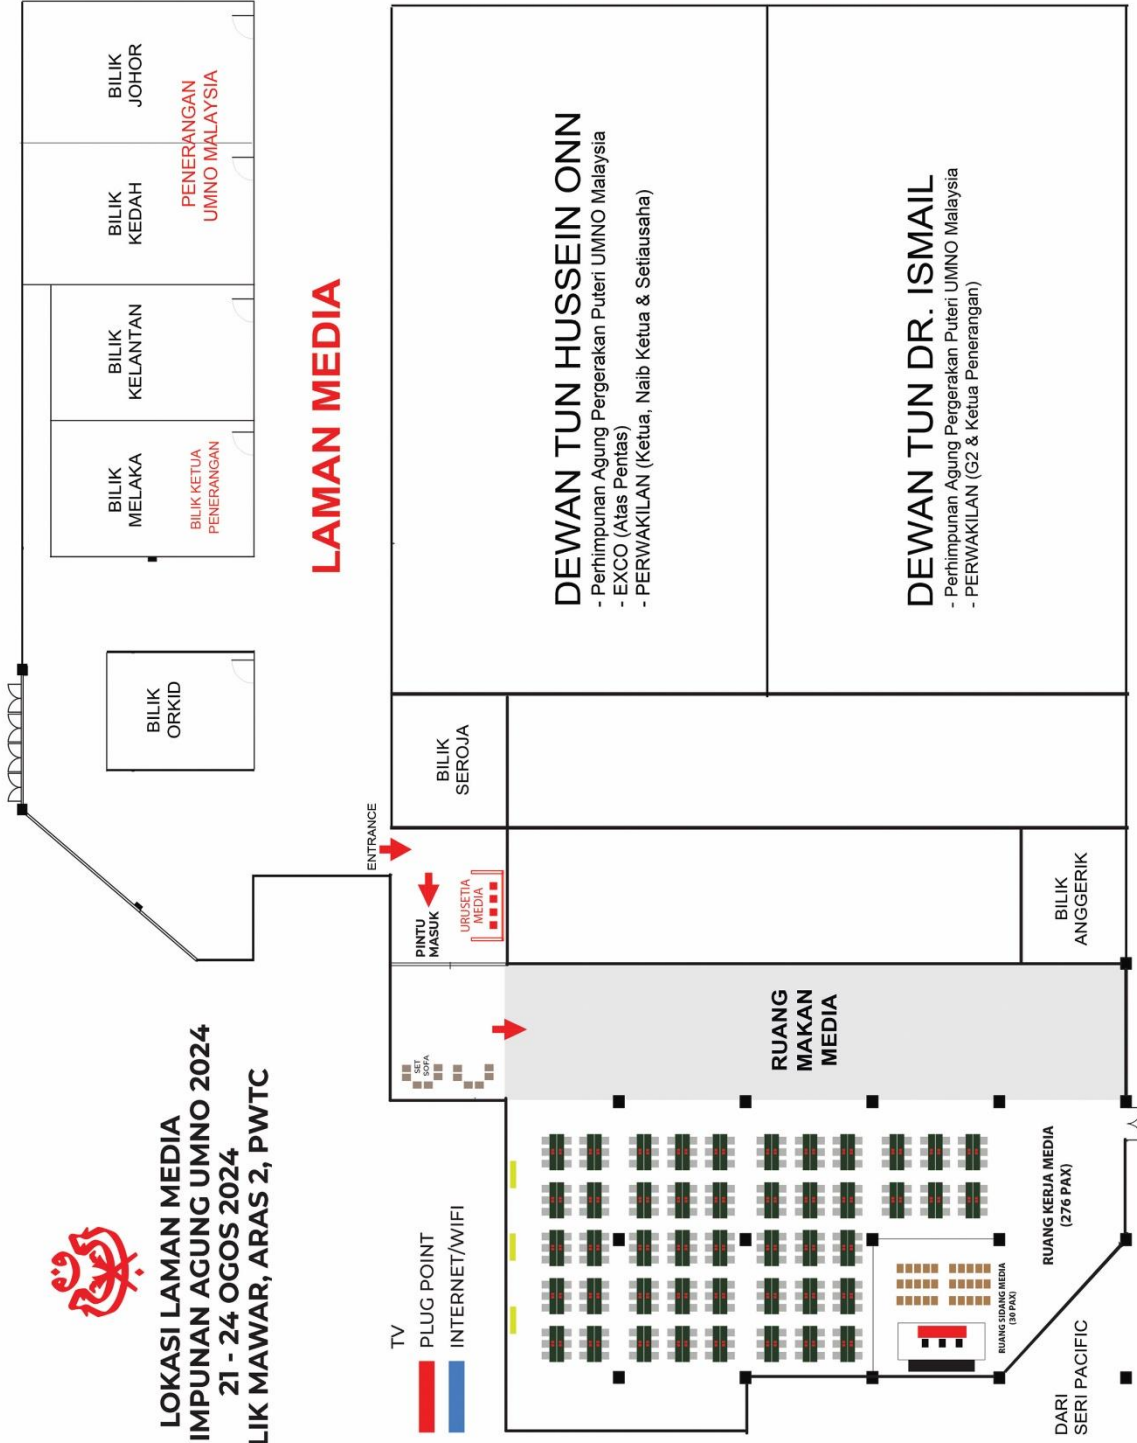 LOKASI LAMAN MEDIA
IMPUNAN AGUNG UMNO 2024
21 - 24 OGOS 2024
LIK MAWAR, ARAS 2, PWTC
TV
PLUG POINT
INTERNET/WIFI
BILIK
ORKID
BILIK
MELAKA
BILIK KETUA
PENERANGAN
BILIK
KELANTAN
BILIK
KEDAH
BILIK
JOHOR
PENERANGAN
UMNO MALAYSIA
LAMAN MEDIA
ENTRANCE
PINTU
MASUK
URUSETIA
MEDIA
SET
SOFA
BILIK
SEROJA
DEWAN TUN HUSSEIN ONN
- Perhimpunan Agung Pergerakan Puteri UMNO Malaysia
- EXCO (Atas Pentas)
- PERWAKILAN (Ketua, Naib Ketua & Setiausaha)
DEWAN TUN DR. ISMAIL
- Perhimpunan Agung Pergerakan Puteri UMNO Malaysia
- PERWAKILAN (G2 & Ketua Penerangan)
RUANG
MAKAN
MEDIA
BILIK
ANGGERIK
RUANG SIDANG MEDIA
(30 PAX)
RUANG KERJA MEDIA
(276 PAX)
DARI
SERI PACIFIC